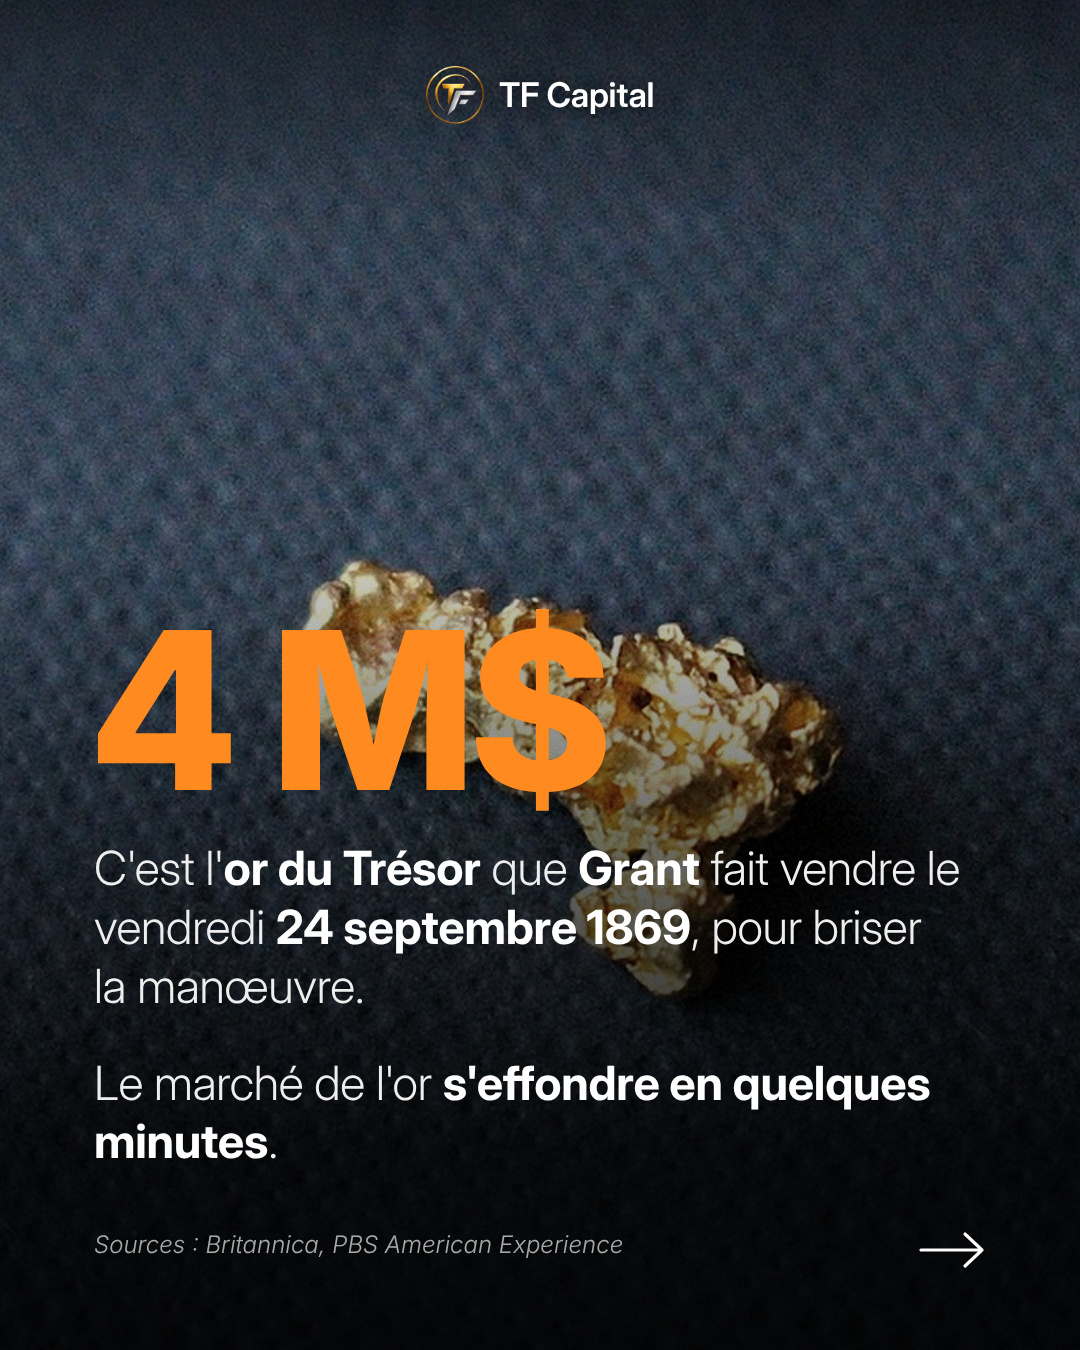 TF Capital
4 M$
C'est l'or du Trésor que Grant fait vendre le
vendredi 24 septembre 1869, pour briser
la manœuvre.
Le marché de l'or s'effondre en quelques
minutes.
Sources : Britannica, PBS American Experience